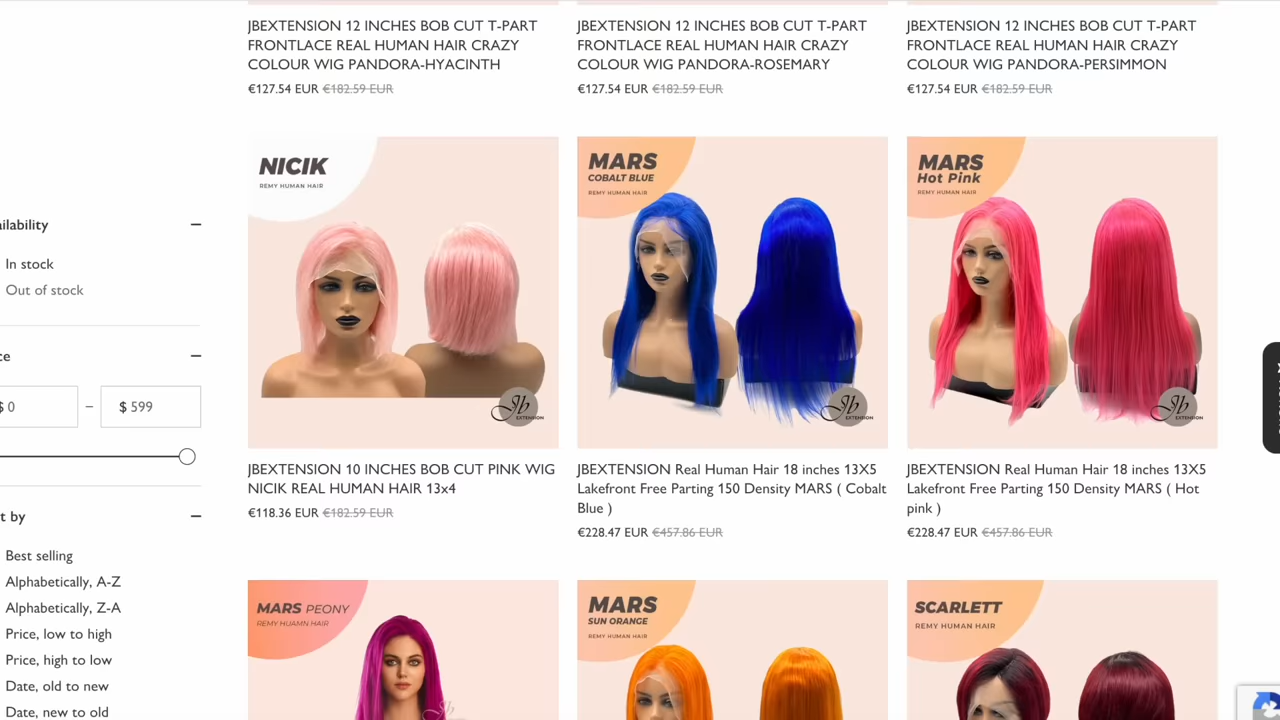 JBEXTENSION 12 INCHES BOB CUT T-PART
FRONTLACE REAL HUMAN HAIR CRAZY
COLOUR WIG PANDORA-HYACINTH
€127.54 EUR €182.59 EUR
JBEXTENSION 12 INCHES BOB CUT T-PART
FRONTLACE REAL HUMAN HAIR CRAZY
COLOUR WIG PANDORA-ROSEMARY
€127.54 EUR €182.59 EUR
JBEXTENSION 12 INCHES BOB CUT T-PART
FRONTLACE REAL HUMAN HAIR CRAZY
COLOUR WIG PANDORA-PERSIMMON
€127.54 EUR €182.59 EUR
ilability
In stock
Out of stock
ce
$ 0
–
$ 599
t by
Best selling
Alphabetically, A-Z
Alphabetically, Z-A
Price, low to high
Price, high to low
Date, old to new
Date, new to old
NICIK
REMY HUMAN HAIR
Jb
EXTENSION
JBEXTENSION 10 INCHES BOB CUT PINK WIG
NICIK REAL HUMAN HAIR 13x4
€118.36 EUR €182.59 EUR
MARS
COBALT BLUE
REMY HUMAN HAIR
Jb
EXTENSION
JBEXTENSION Real Human Hair 18 inches 13X5
Lakefront Free Parting 150 Density MARS ( Cobalt
Blue )
€228.47 EUR €457.86 EUR
MARS
Hot Pink
REMY HUMAN HAIR
Jb
EXTENSION
JBEXTENSION Real Human Hair 18 inches 13X5
Lakefront Free Parting 150 Density MARS ( Hot
pink )
€228.47 EUR €457.86 EUR
MARS PEONY
REMY HUAMN HAIR
MARS
SUN ORANGE
REMY HUMAN HAIR
SCARLETT
REMY HUMAN HAIR